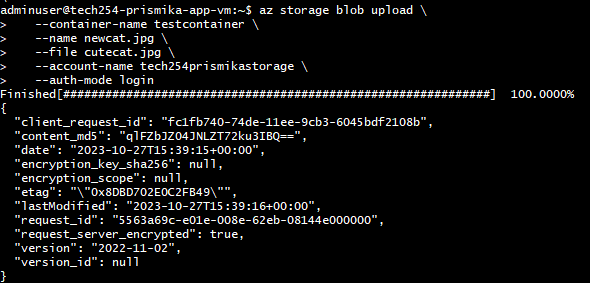 adminuser@tech254-prismika-app-vm:~$ az storage blob upload \
>    --container-name testcontainer \
>    --name newcat.jpg \
>    --file cutecat.jpg \
>    --account-name tech254prismikastorage \
>    --auth-mode login
Finished[#############################################################]  100.0000%
{
  "client_request_id": "fc1fb740-74de-11ee-9cb3-6045bdf2108b",
  "content_md5": "qlFZbJZO4JNLZT72ku3IBQ==",
  "date": "2023-10-27T15:39:15+00:00",
  "encryption_key_sha256": null,
  "encryption_scope": null,
  "etag": "\"0x8DBD702E0C2FB49\"",
  "lastModified": "2023-10-27T15:39:16+00:00",
  "request_id": "5563a69c-e01e-008e-62eb-08144e000000",
  "request_server_encrypted": true,
  "version": "2022-11-02",
  "version_id": null
}